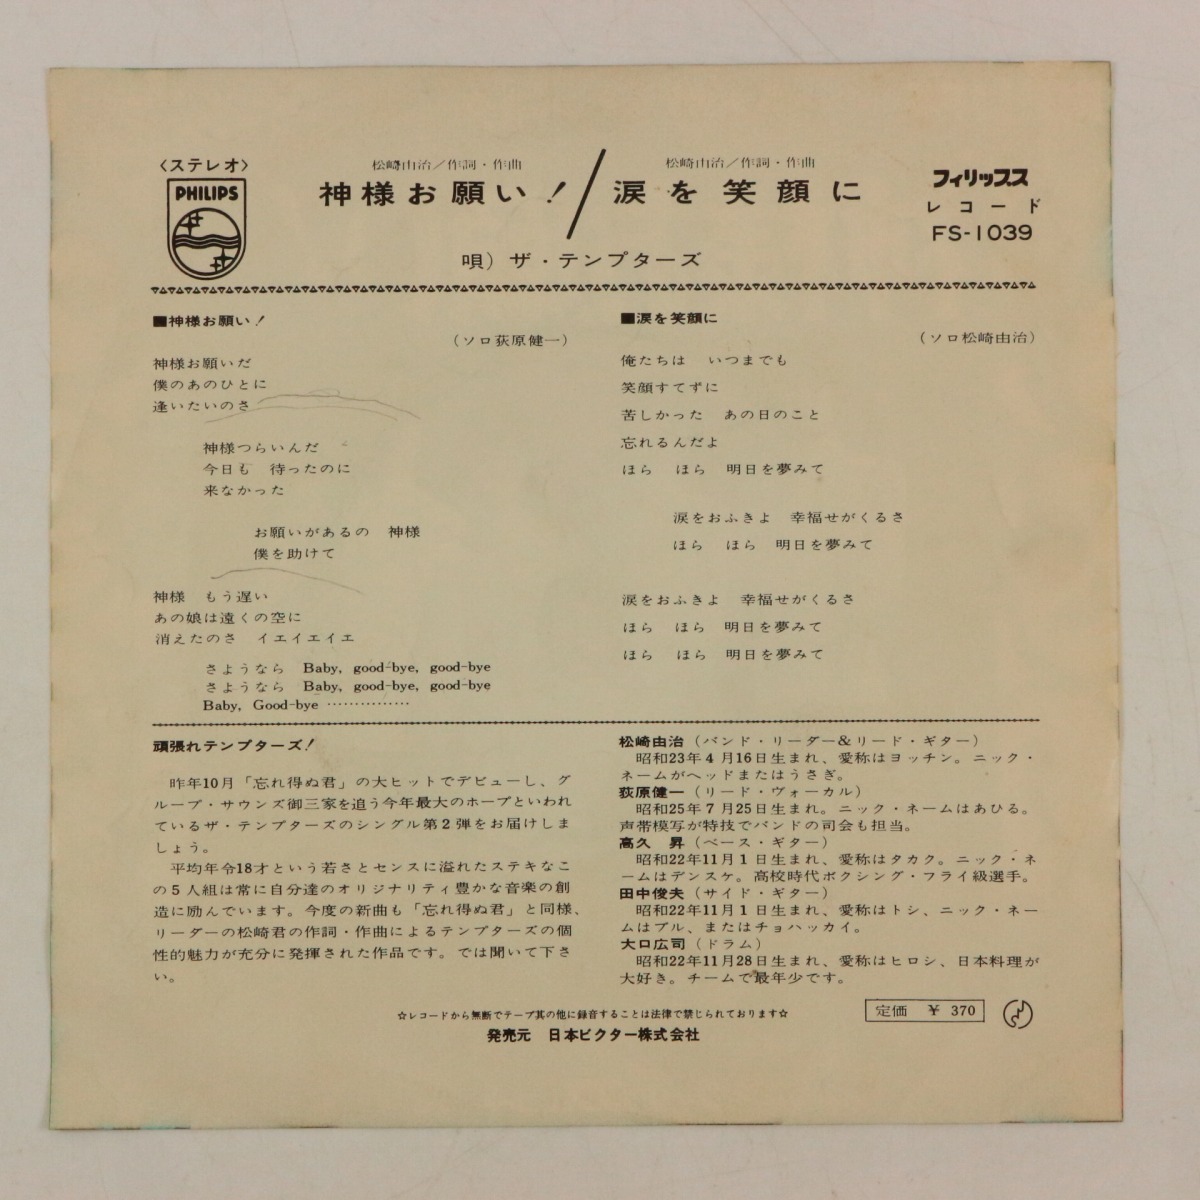 〈ステレオ〉
PHILIPS
松崎由治／作詞・作曲
神様お願い！／涙を笑顔に
松崎由治／作詞・作曲
唄）ザ・テンプターズ
フィリップス
レコード
FS-1039
■神様お願い！
（ソロ荻原健一）
神様お願いだ
僕のあのひとに
逢いたいのさ
神様つらいんだ
今日も　待ったのに
来なかった
お願いがあるの　神様
僕を助けて
神様　もう遅い
あの娘は遠くの空に
消えたのさ　イエイエイエ
さようなら　Baby, good-bye, good-bye
さようなら　Baby, good-bye, good-bye
Baby, Good-bye ……………
■涙を笑顔に
（ソロ松崎由治）
俺たちは　いつまでも
笑顔すてずに
苦しかった　あの日のこと
忘れるんだよ
ほら　ほら　明日を夢みて
涙をおふきよ　幸福せがくるさ
ほら　ほら　明日を夢みて
涙をおふきよ　幸福せがくるさ
ほら　ほら　明日を夢みて
ほら　ほら　明日を夢みて
頑張れテンプターズ！
昨年10月「忘れ得ぬ君」の大ヒットでデビューし、グ
ループ・サウンズ御三家を追う今年最大のホープといわれ
ているザ・テンプターズのシングル第２弾をお届けしま
しょう。
平均年令18才という若さとセンスに溢れたステキなこ
の５人組は常に自分達のオリジナリティ豊かな音楽の創
造に励んでいます。今度の新曲も「忘れ得ぬ君」と同様、
リーダーの松崎君の作詞・作曲によるテンプターズの個
性的魅力が充分に発揮された作品です。では聞いて下さ
い。
松崎由治（バンド・リーダー&リード・ギター）
昭和23年４月16日生まれ、愛称はヨッチン。ニック・
ネームがヘッドまたはうさぎ。
荻原健一（リード・ヴォーカル）
昭和25年７月25日生まれ。ニック・ネームはあひる。
声帯模写が特技でバンドの司会も担当。
高久　昇（ベース・ギター）
昭和22年11月１日生まれ、愛称はタカク。ニック・ネ
ームはデンスケ。高校時代ボクシング・フライ級選手。
田中俊夫（サイド・ギター）
昭和22年11月１日生まれ、愛称はトシ、ニック・ネー
ムはブル、またはチョハッカイ。
大口広司（ドラム）
昭和22年11月28日生まれ、愛称はヒロシ、日本料理が
大好き。チームで最年少です。
☆レコードから無断でテープ其の他に録音することは法律で禁じられております☆
発売元　日本ビクター株式会社
定価　￥ 370